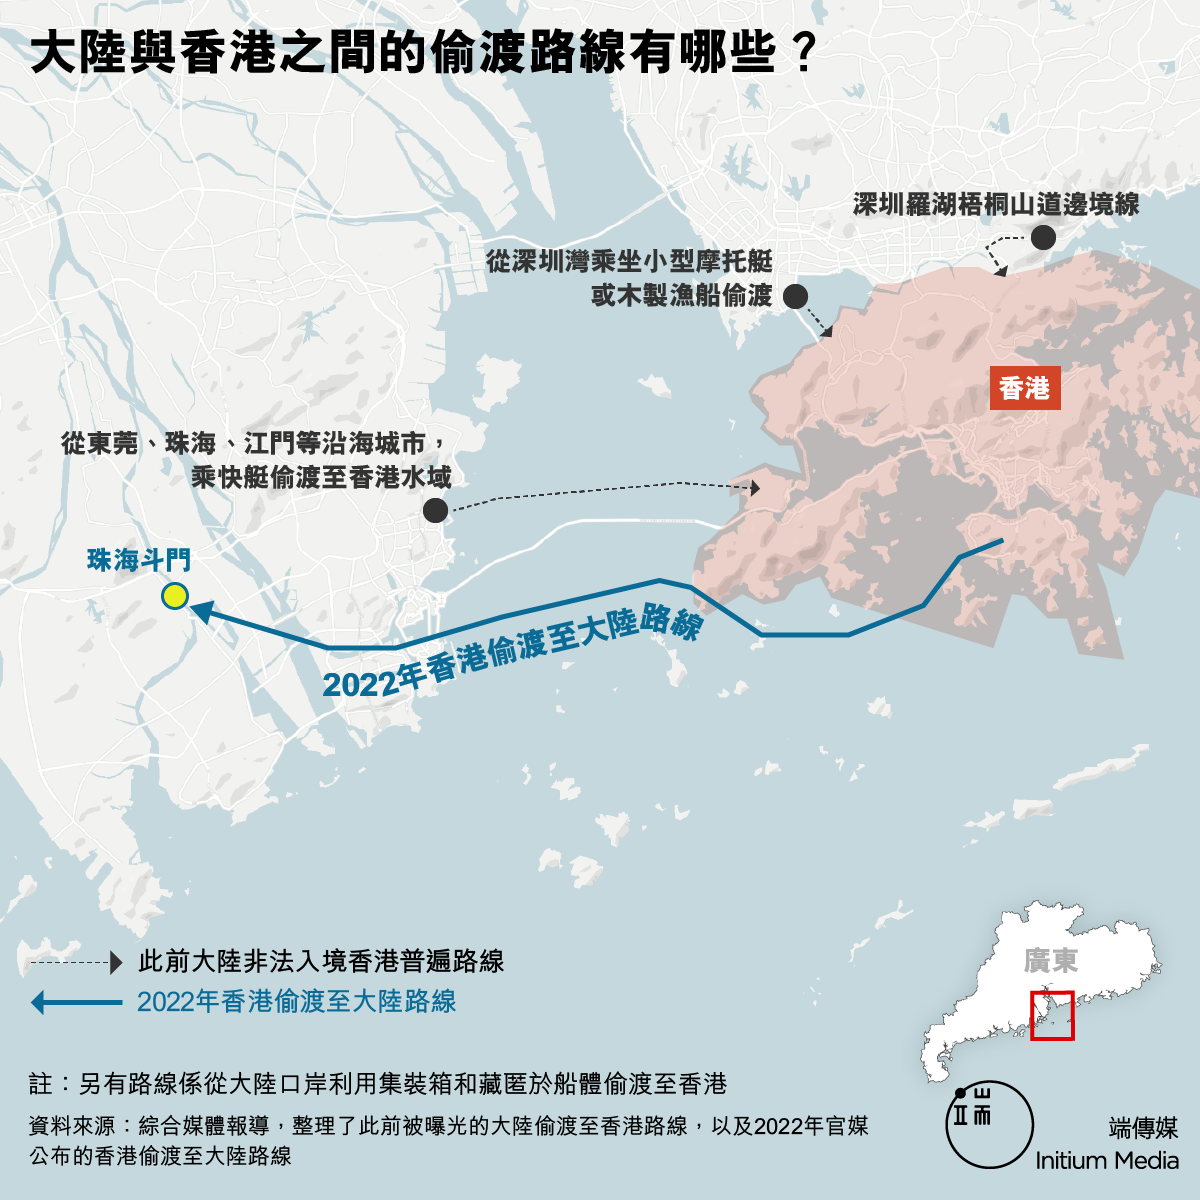 大陸與香港之間的偷渡路線有哪些？
深圳羅湖梧桐山道邊境線
從深圳灣乘坐小型摩托艇
或木製漁船偷渡
香港
從東莞、珠海、江門等沿海城市，
乘快艇偷渡至香港水域
珠海斗門
2022年香港偷渡至大陸路線
此前大陸非法入境香港普遍路線
2022年香港偷渡至大陸路線
廣東
註：另有路線係從大陸口岸利用集裝箱和藏匿於船體偷渡至香港
資料來源：綜合媒體報導，整理了此前被曝光的大陸偷渡至香港路線，以及2022年官媒
公布的香港偷渡至大陸路線
端
端傳媒
Initium Media